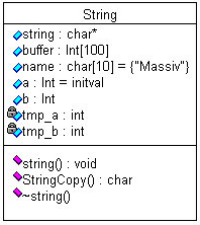 String
string : char*
buffer : Int[100]
name : char[10] = {"Massiv"}
a : Int = initval
b : Int
tmp_a : int
tmp_b : int
string() : void
StringCopy() : char
~string()